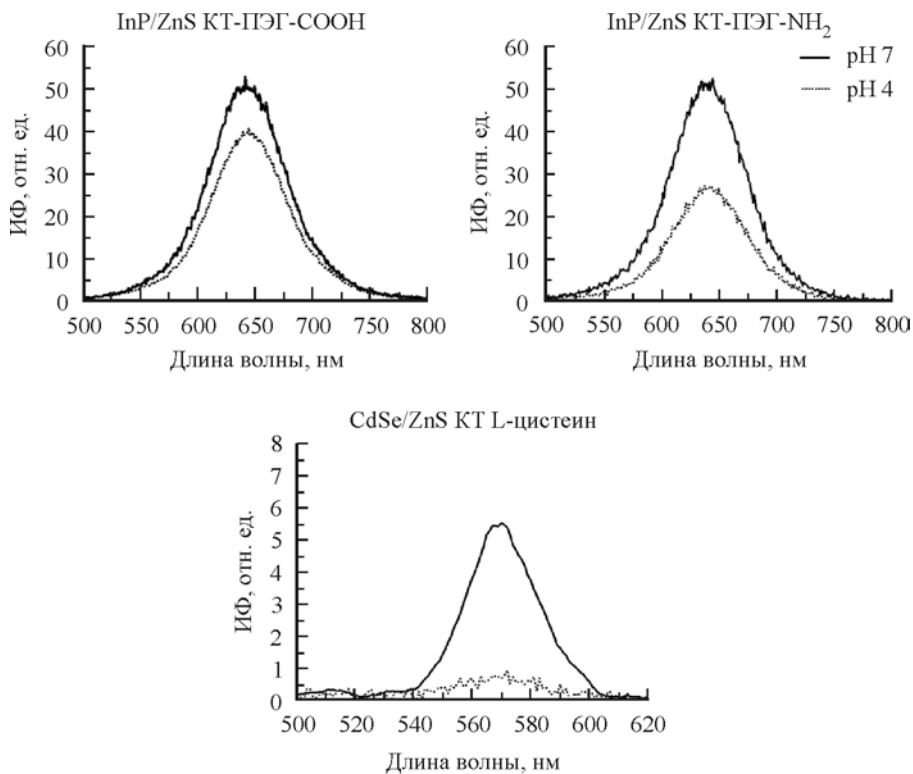 InP/ZnS КТ-ПЭГ-COOH
60
50
40
30
20
10
0
ИФ, отн. ед.
500 550 600 650 700 750 800
Длина волны, нм
InP/ZnS КТ-ПЭГ-NH2
pH 7
pH 4
60
50
40
30
20
10
0
ИФ, отн. ед.
500 550 600 650 700 750 800
Длина волны, нм
CdSe/ZnS КТ L-цистеин
8
7
6
5
4
3
2
1
0
ИФ, отн. ед.
500 520 540 560 580 600 620
Длина волны, нм